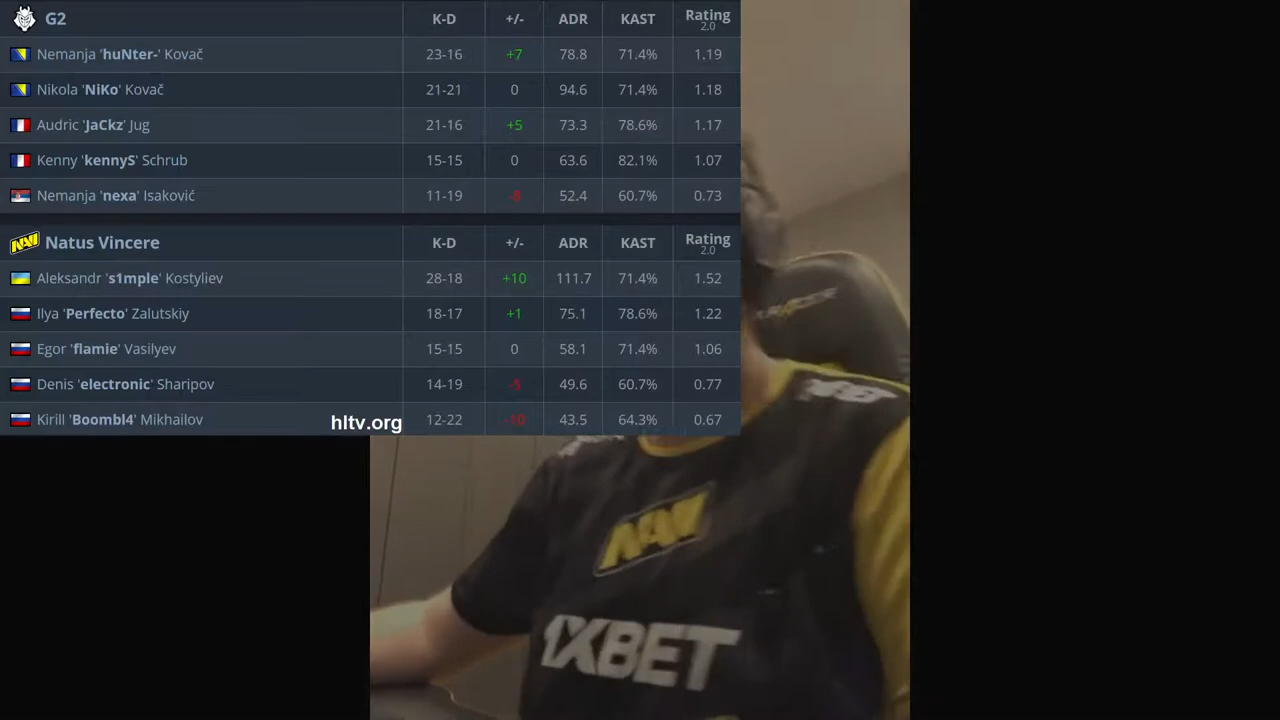 G2 K-D +/- ADR KAST Rating 2.0
Nemanja 'huNter-' Kovač 23-16 +7 78.8 71.4% 1.19
Nikola 'NiKo' Kovač 21-21 0 94.6 71.4% 1.18
Audric 'JaCkz' Jug 21-16 +5 73.3 78.6% 1.17
Kenny 'kennyS' Schrub 15-15 0 63.6 82.1% 1.07
Nemanja 'nexa' Isaković 11-19 -8 52.4 60.7% 0.73
Natus Vincere K-D +/- ADR KAST Rating 2.0
Aleksandr 's1mple' Kostyliev 28-18 +10 111.7 71.4% 1.52
Ilya 'Perfecto' Zalutskiy 18-17 +1 75.1 78.6% 1.22
Egor 'flamie' Vasilyev 15-15 0 58.1 71.4% 1.06
Denis 'electronic' Sharipov 14-19 -5 49.6 60.7% 0.77
Kirill 'Boombl4' Mikhailov 12-22 -10 43.5 64.3% 0.67
hltv.org
NAVI
1XBET